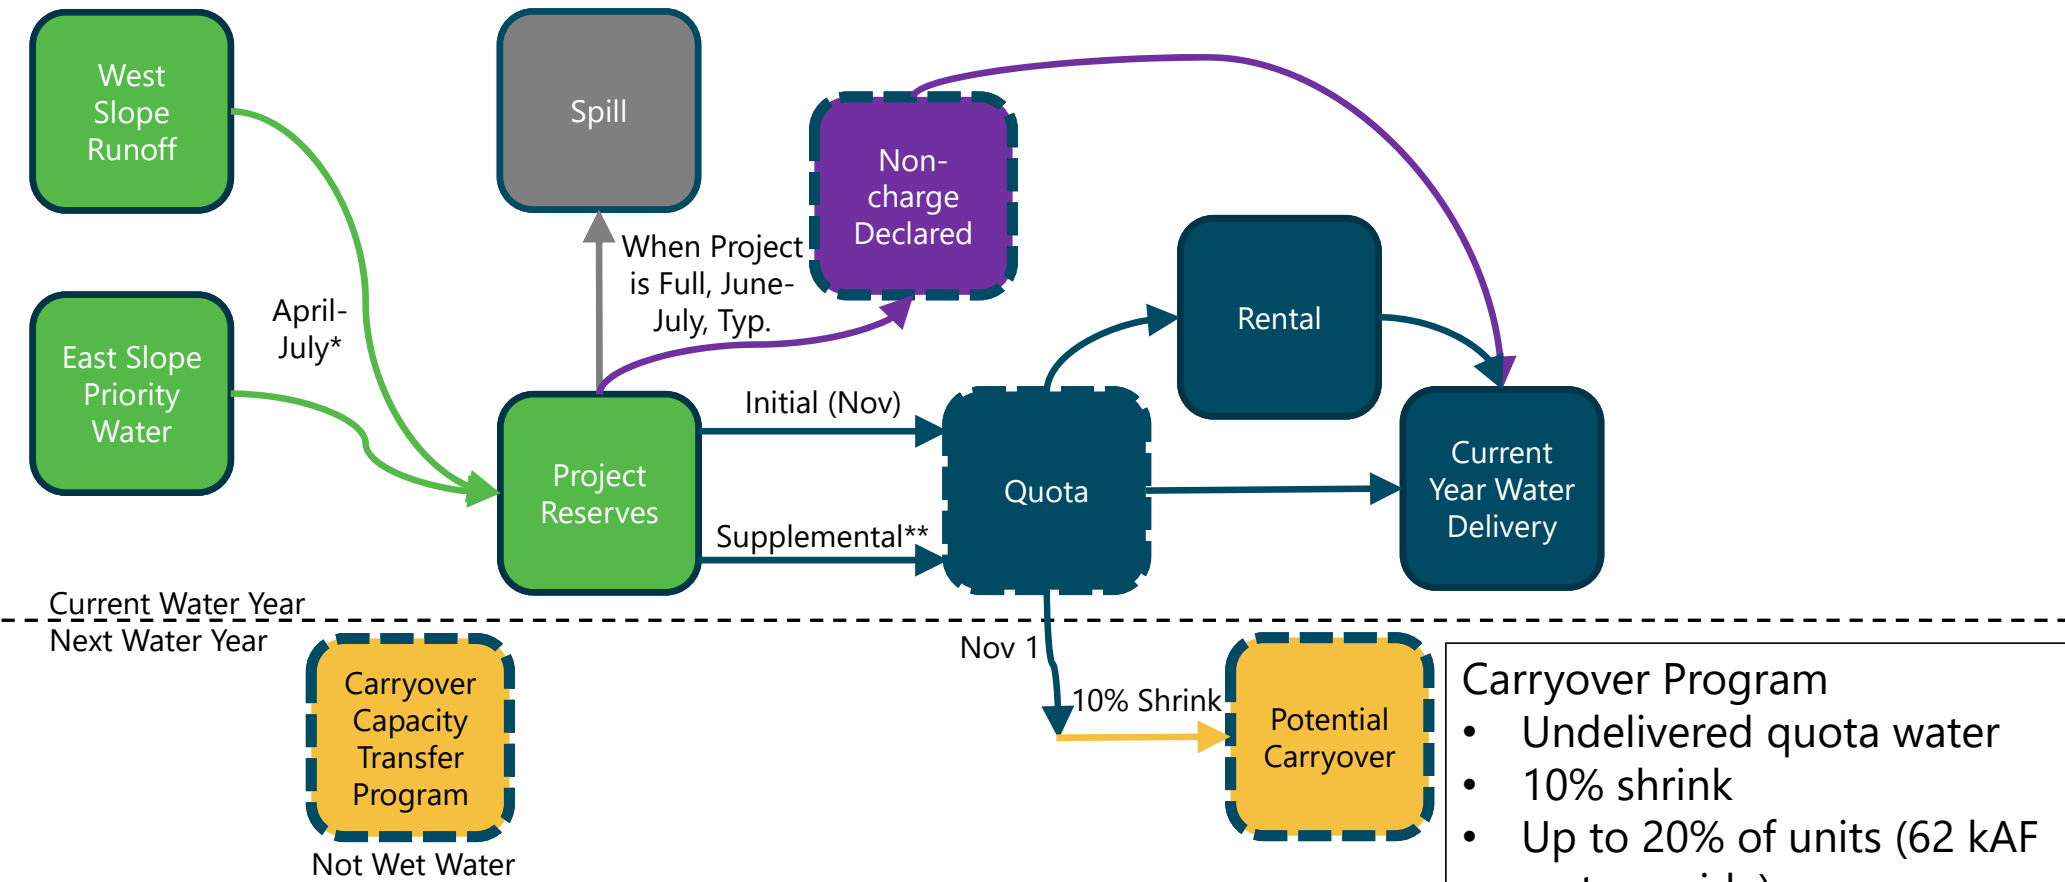 West
Slope
Runoff
Spill
Non-
charge
Declared
When Project
is Full, June-
July, Typ.
April-
July*
Rental
East Slope
Priority
Water
Initial (Nov)
Project
Reserves
Quota
Current
Year Water
Delivery
Supplemental**
Current Water Year
Next Water Year
Nov 1
10% Shrink
Carryover
Capacity
Transfer
Program
Potential
Carryover
Not Wet Water
Carryover Program
• Undelivered quota water
• 10% shrink
• Up to 20% of units (62 kAF